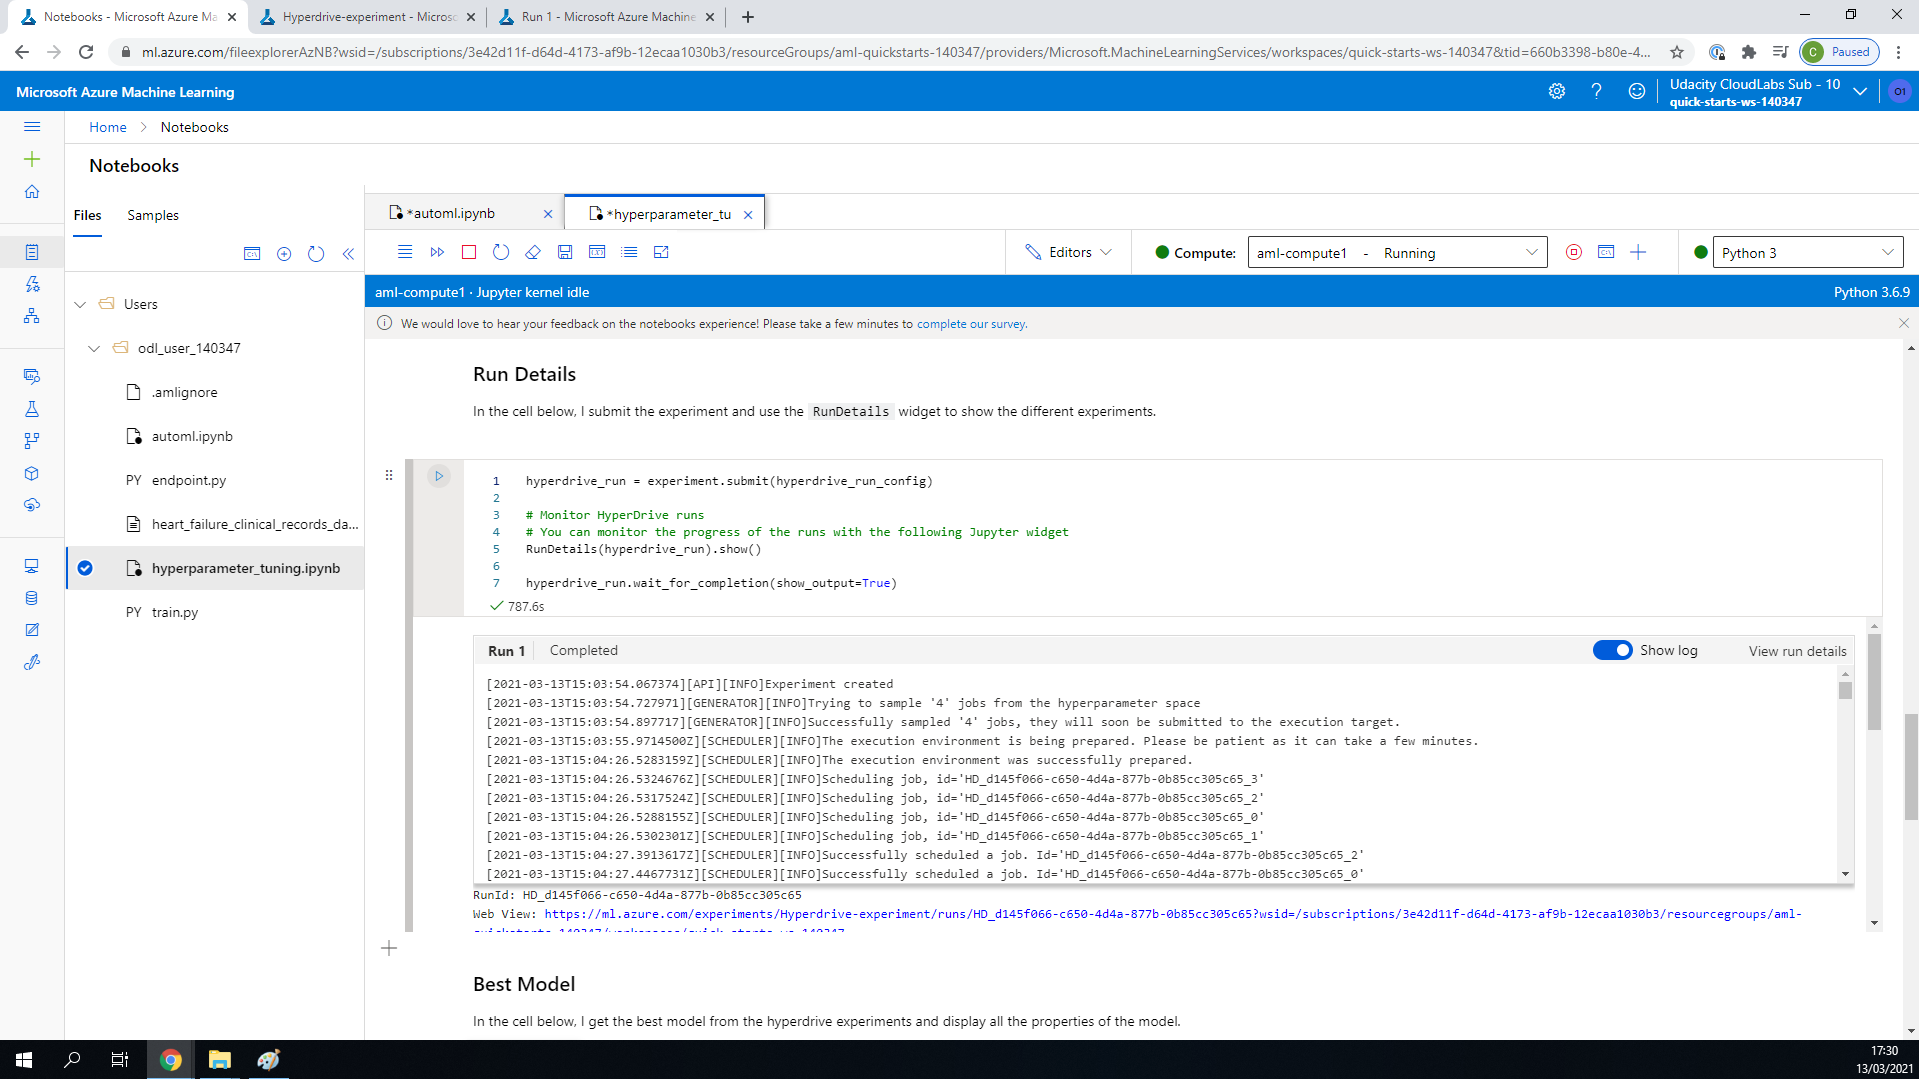 Notebooks - Microsoft Azure Ma
Hyperdrive-experiment - Microsc
Run 1 - Microsoft Azure Machine
ml.azure.com/fileexplorerAzNB?wsid=/subscriptions/3e42d11f-d64d-4173-af9b-12ecaa1030b3/resourceGroups/aml-quickstarts-140347/providers/Microsoft.MachineLearningServices/workspaces/quick-starts-ws-140347&tid=660b3398-b80e-4...
C Paused
Microsoft Azure Machine Learning
Udacity CloudLabs Sub - 10
quick-starts-ws-140347
O1
Home > Notebooks
Notebooks
Files
Samples
*automl.ipynb
*hyperparameter_tu
Editors
Compute:
aml-compute1 - Running
Python 3
aml-compute1 · Jupyter kernel idle
Python 3.6.9
We would love to hear your feedback on the notebooks experience! Please take a few minutes to complete our survey.
Users
odl_user_140347
.amlignore
automl.ipynb
PY endpoint.py
heart_failure_clinical_records_da...
hyperparameter_tuning.ipynb
PY train.py
Run Details
In the cell below, I submit the experiment and use the RunDetails widget to show the different experiments.
1 hyperdrive_run = experiment.submit(hyperdrive_run_config)
2
3 # Monitor HyperDrive runs
4 # You can monitor the progress of the runs with the following Jupyter widget
5 RunDetails(hyperdrive_run).show()
6
7 hyperdrive_run.wait_for_completion(show_output=True)
787.6s
Run 1
Completed
Show log
View run details
[2021-03-13T15:03:54.067374][API][INFO]Experiment created
[2021-03-13T15:03:54.727971][GENERATOR][INFO]Trying to sample '4' jobs from the hyperparameter space
[2021-03-13T15:03:54.897717][GENERATOR][INFO]Successfully sampled '4' jobs, they will soon be submitted to the execution target.
[2021-03-13T15:03:55.9714500Z][SCHEDULER][INFO]The execution environment is being prepared. Please be patient as it can take a few minutes.
[2021-03-13T15:04:26.5283159Z][SCHEDULER][INFO]The execution environment was successfully prepared.
[2021-03-13T15:04:26.5324676Z][SCHEDULER][INFO]Scheduling job, id='HD_d145f066-c650-4d4a-877b-0b85cc305c65_3'
[2021-03-13T15:04:26.5317524Z][SCHEDULER][INFO]Scheduling job, id='HD_d145f066-c650-4d4a-877b-0b85cc305c65_2'
[2021-03-13T15:04:26.5288155Z][SCHEDULER][INFO]Scheduling job, id='HD_d145f066-c650-4d4a-877b-0b85cc305c65_0'
[2021-03-13T15:04:26.5302301Z][SCHEDULER][INFO]Scheduling job, id='HD_d145f066-c650-4d4a-877b-0b85cc305c65_1'
[2021-03-13T15:04:27.3913617Z][SCHEDULER][INFO]Successfully scheduled a job. Id='HD_d145f066-c650-4d4a-877b-0b85cc305c65_2'
[2021-03-13T15:04:27.4467731Z][SCHEDULER][INFO]Successfully scheduled a job. Id='HD_d145f066-c650-4d4a-877b-0b85cc305c65_0'
RunId: HD_d145f066-c650-4d4a-877b-0b85cc305c65
Web View: https://ml.azure.com/experiments/Hyperdrive-experiment/runs/HD_d145f066-c650-4d4a-877b-0b85cc305c65?wsid=/subscriptions/3e42d11f-d64d-4173-af9b-12ecaa1030b3/resourcegroups/aml-
quickstarts-140347/workspaces/quick-starts-ws-140347
Best Model
In the cell below, I get the best model from the hyperdrive experiments and display all the properties of the model.
17:30
13/03/2021